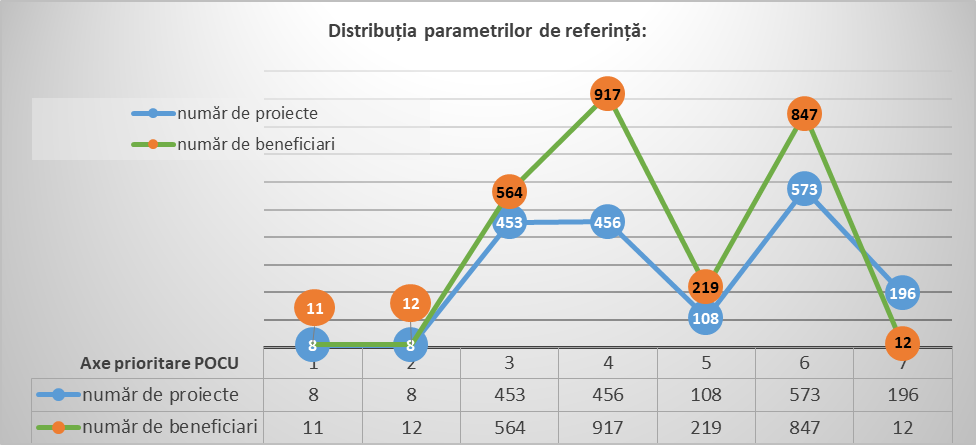 Distribuția parametrilor de referință:
număr de proiecte
număr de beneficiari
917
847
564
573
453
456
219
196
108
11
12
12
8
8
Axe prioritare POCU 1 2 3 4 5 6 7
număr de proiecte 8 8 453 456 108 573 196
număr de beneficiari 11 12 564 917 219 847 12